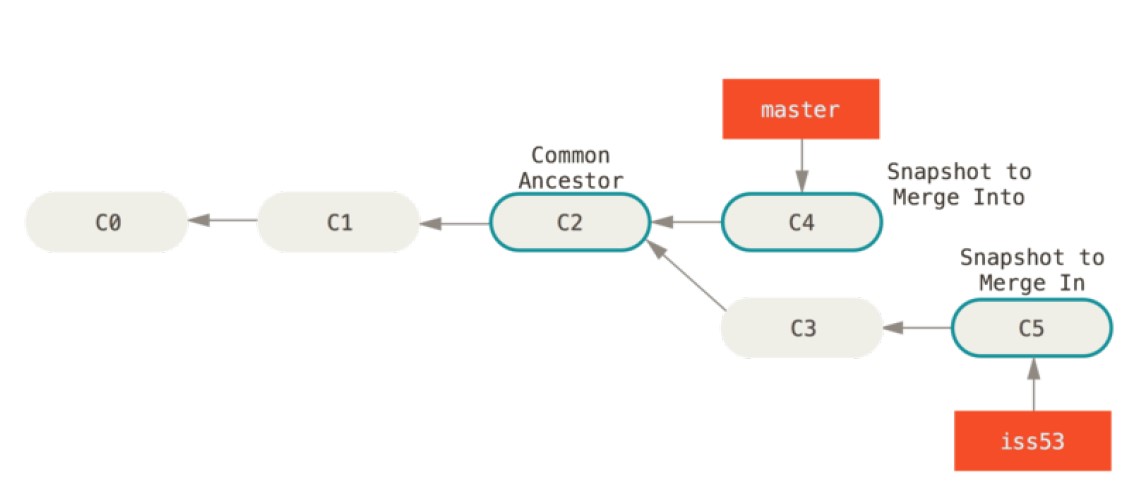 master
Common
Ancestor
Snapshot to
Merge Into
C0
C1
C2
C4
Snapshot to
Merge In
C3
C5
iss53